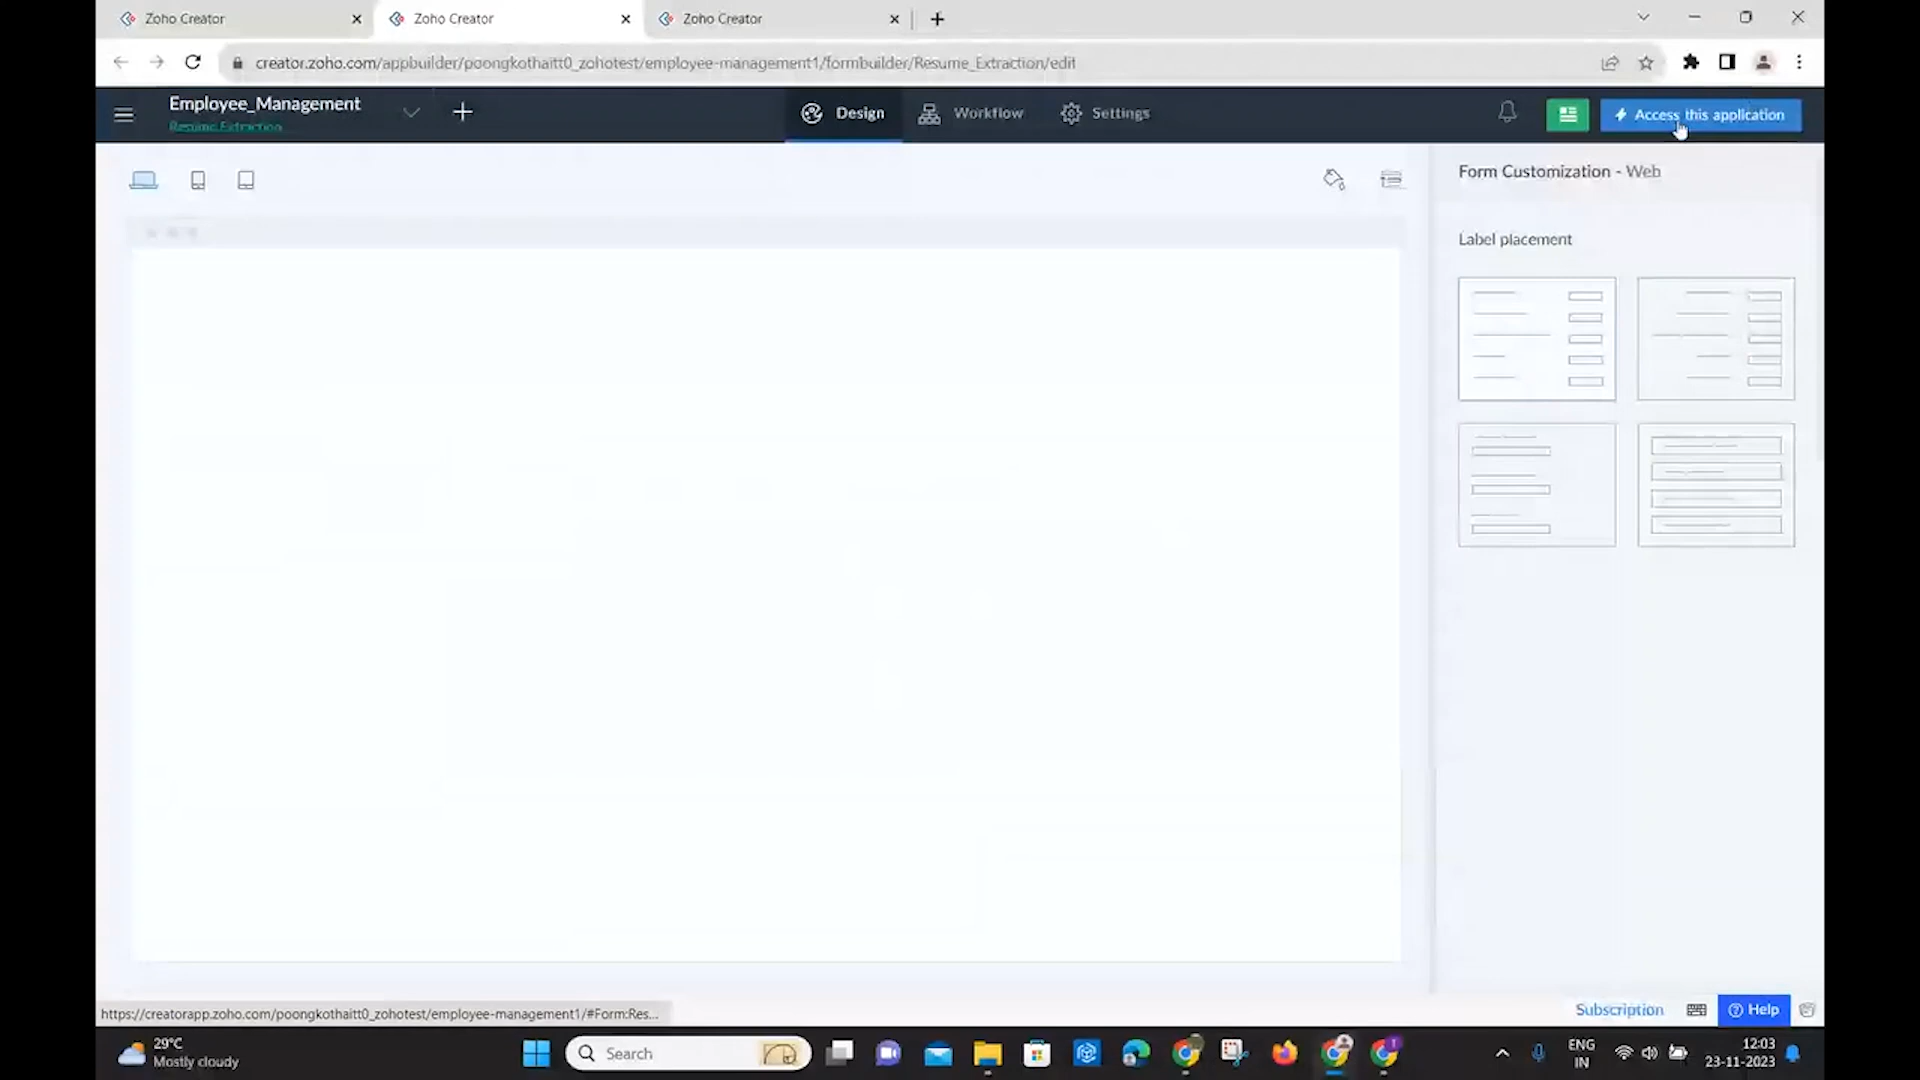 Zoho Creator
Zoho Creator
Zoho Creator
creator.zoho.com/appbuilder/poongkothaitt0_zohotest/employee-management1/formbuilder/Resume_Extraction/edit
Employee_Management
Resume Extraction
Design
Workflow
Settings
Access this application
Form Customization - Web
Label placement
Subscription
Help
https://creatorapp.zoho.com/poongkothaitt0_zohotest/employee-management1/#Form:Res...
29°C
Mostly cloudy
Search
ENG
IN
12:03
23-11-2023